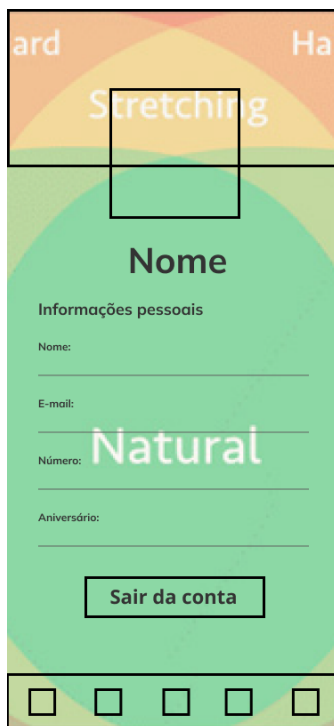 ard Ha
Stretching
Nome
Informações pessoais
Nome:
E-mail:
Natural
Número:
Aniversário:
Sair da conta